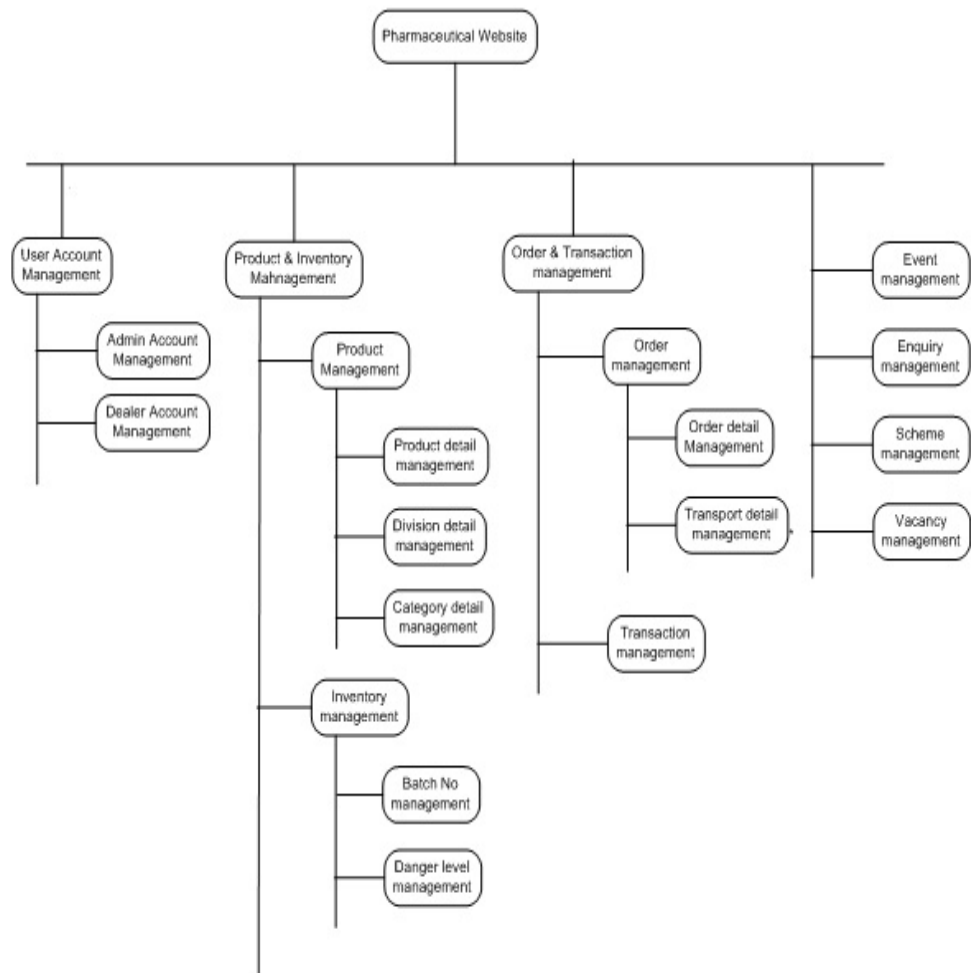 Pharmaceutical Website
User Account
Management
Admin Account
Management
Dealer Account
Management
Product & Inventory
Mahnagement
Product
Management
Product detail
management
Division detail
management
Category detail
management
Inventory
management
Batch No
management
Danger level
management
Order & Transaction
management
Order
management
Order detail
Management
Transport detail
management
Transaction
management
Event
management
Enquiry
management
Scheme
management
Vacancy
management